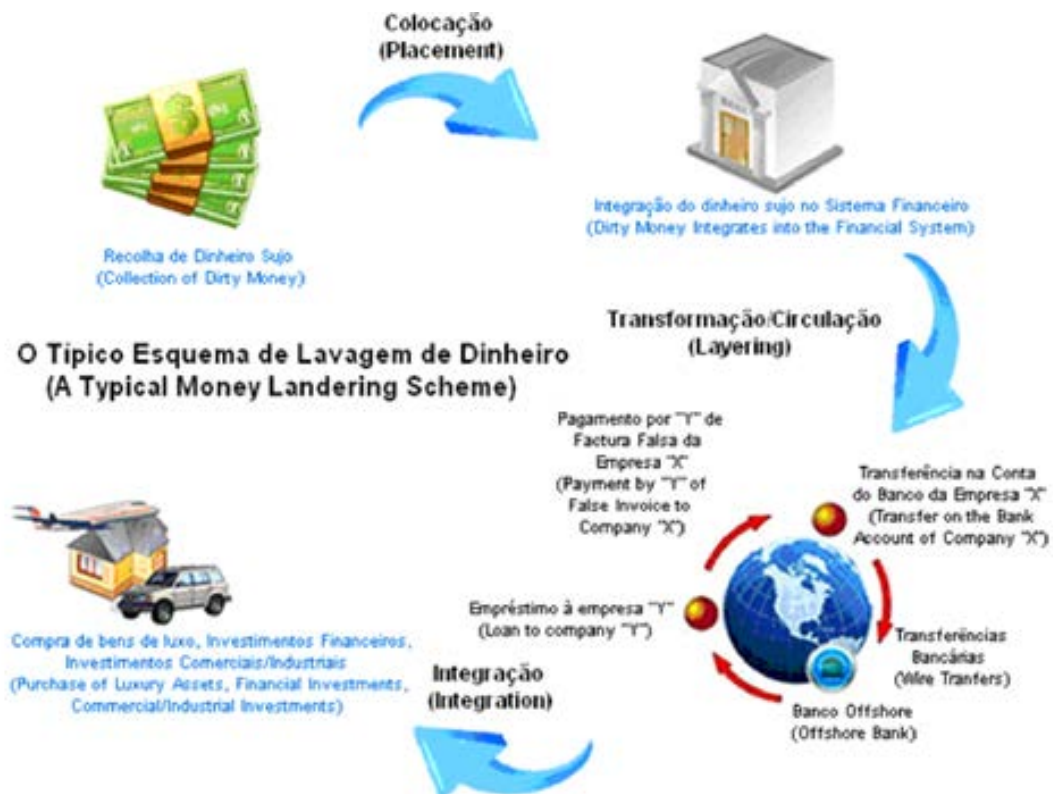 Colocação
(Placement)
Recolha de Dinheiro Sujo
(Collection of Dirty Money)
BANK
Integração do dinheiro sujo no Sistema Financeiro
(Dirty Money Integrates into the Financial System)
Transformação/Circulação
(Layering)
O Típico Esquema de Lavagem de Dinheiro
(A Typical Money Landering Scheme)
Pagamento por "Y" de
Factura Falsa da
Empresa "X"
(Payment by "Y" of
False Invoice to
Company "X")
Transferência na Conta
do Banco da Empresa "X"
(Transfer on the Bank
Account of Company "X")
Empréstimo à empresa "Y"
(Loan to company "Y")
Transferências
Bancárias
(Wire Tranfers)
Banco Offshore
(Offshore Bank)
Compra de bens de luxo, Investimentos Financeiros,
Investimentos Comerciais/Industriais
(Purchase of Luxury Assets, Financial Investments,
Commercial/Industrial Investments)
Integração
(Integration)